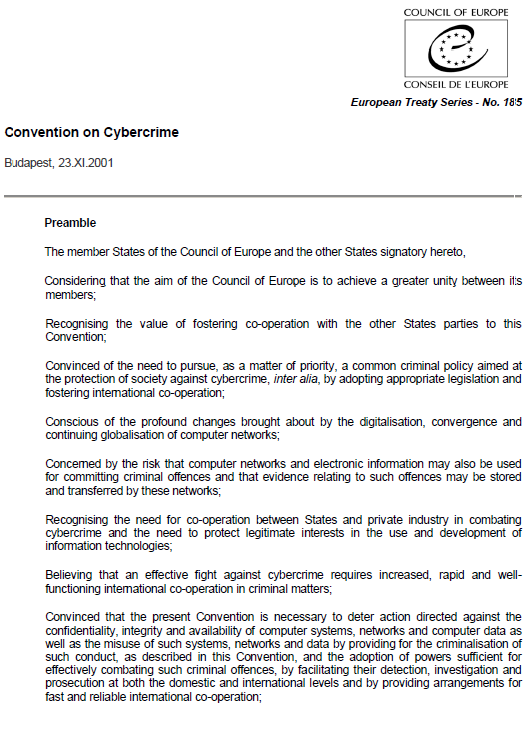 COUNCIL OF EUROPE
CONSEIL DE L'EUROPE
European Treaty Series - No. 185
Convention on Cybercrime
Budapest, 23.XI.2001
Preamble
The member States of the Council of Europe and the other States signatory hereto,
Considering that the aim of the Council of Europe is to achieve a greater unity between its
members;
Recognising the value of fostering co-operation with the other States parties to this
Convention;
Convinced of the need to pursue, as a matter of priority, a common criminal policy aimed at
the protection of society against cybercrime, inter alia, by adopting appropriate legislation and
fostering international co-operation;
Conscious of the profound changes brought about by the digitalisation, convergence and
continuing globalisation of computer networks;
Concerned by the risk that computer networks and electronic information may also be used
for committing criminal offences and that evidence relating to such offences may be stored
and transferred by these networks;
Recognising the need for co-operation between States and private industry in combating
cybercrime and the need to protect legitimate interests in the use and development of
information technologies;
Believing that an effective fight against cybercrime requires increased, rapid and well-
functioning international co-operation in criminal matters;
Convinced that the present Convention is necessary to deter action directed against the
confidentiality, integrity and availability of computer systems, networks and computer data as
well as the misuse of such systems, networks and data by providing for the criminalisation of
such conduct, as described in this Convention, and the adoption of powers sufficient for
effectively combating such criminal offences, by facilitating their detection, investigation and
prosecution at both the domestic and international levels and by providing arrangements for
fast and reliable international co-operation;